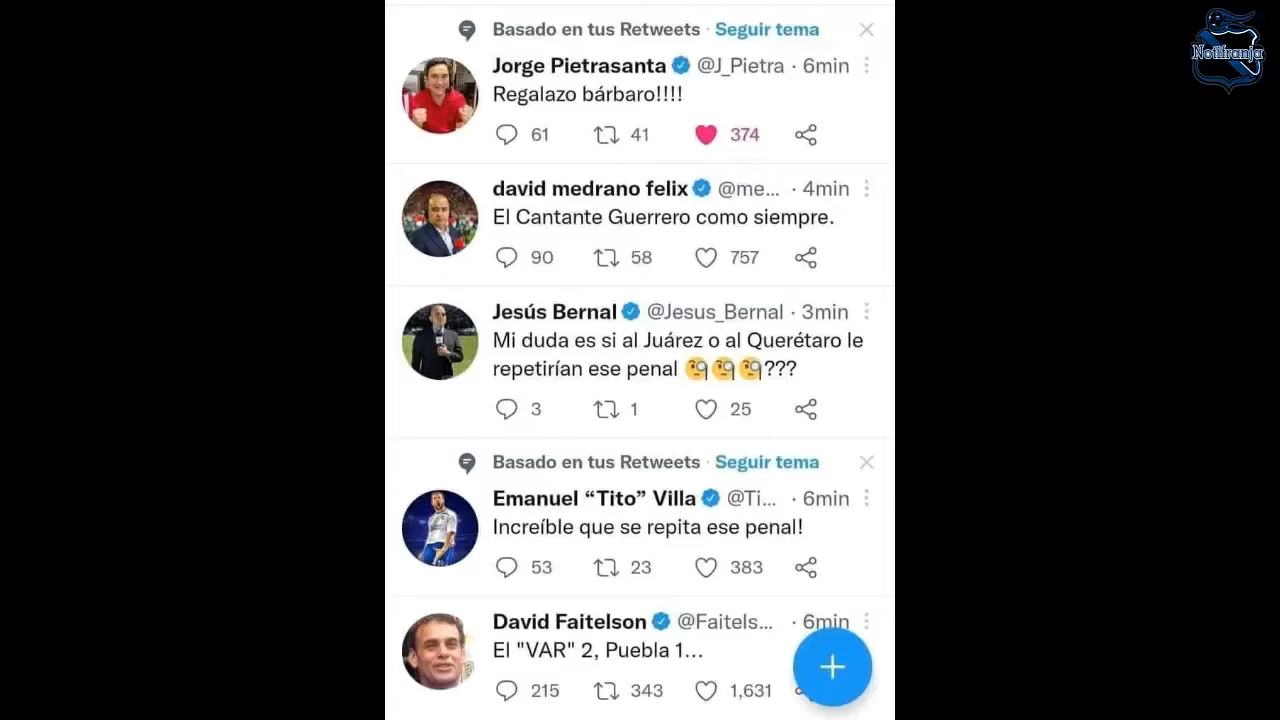 Basado en tus Retweets · Seguir tema
Notifranja
Jorge Pietrasanta @J_Pietra · 6min
Regalazo bárbaro!!!!
61 41 374
david medrano felix @me... · 4min
El Cantante Guerrero como siempre.
90 58 757
Jesús Bernal @Jesus_Bernal · 3min
Mi duda es si al Juárez o al Querétaro le
repetirían ese penal 🧐🧐🧐???
3 1 25
Basado en tus Retweets · Seguir tema
Emanuel “Tito” Villa @Ti... · 6min
Increíble que se repita ese penal!
53 23 383
David Faitelson @Faitels... · 6min
El "VAR" 2, Puebla 1...
215 343 1,631